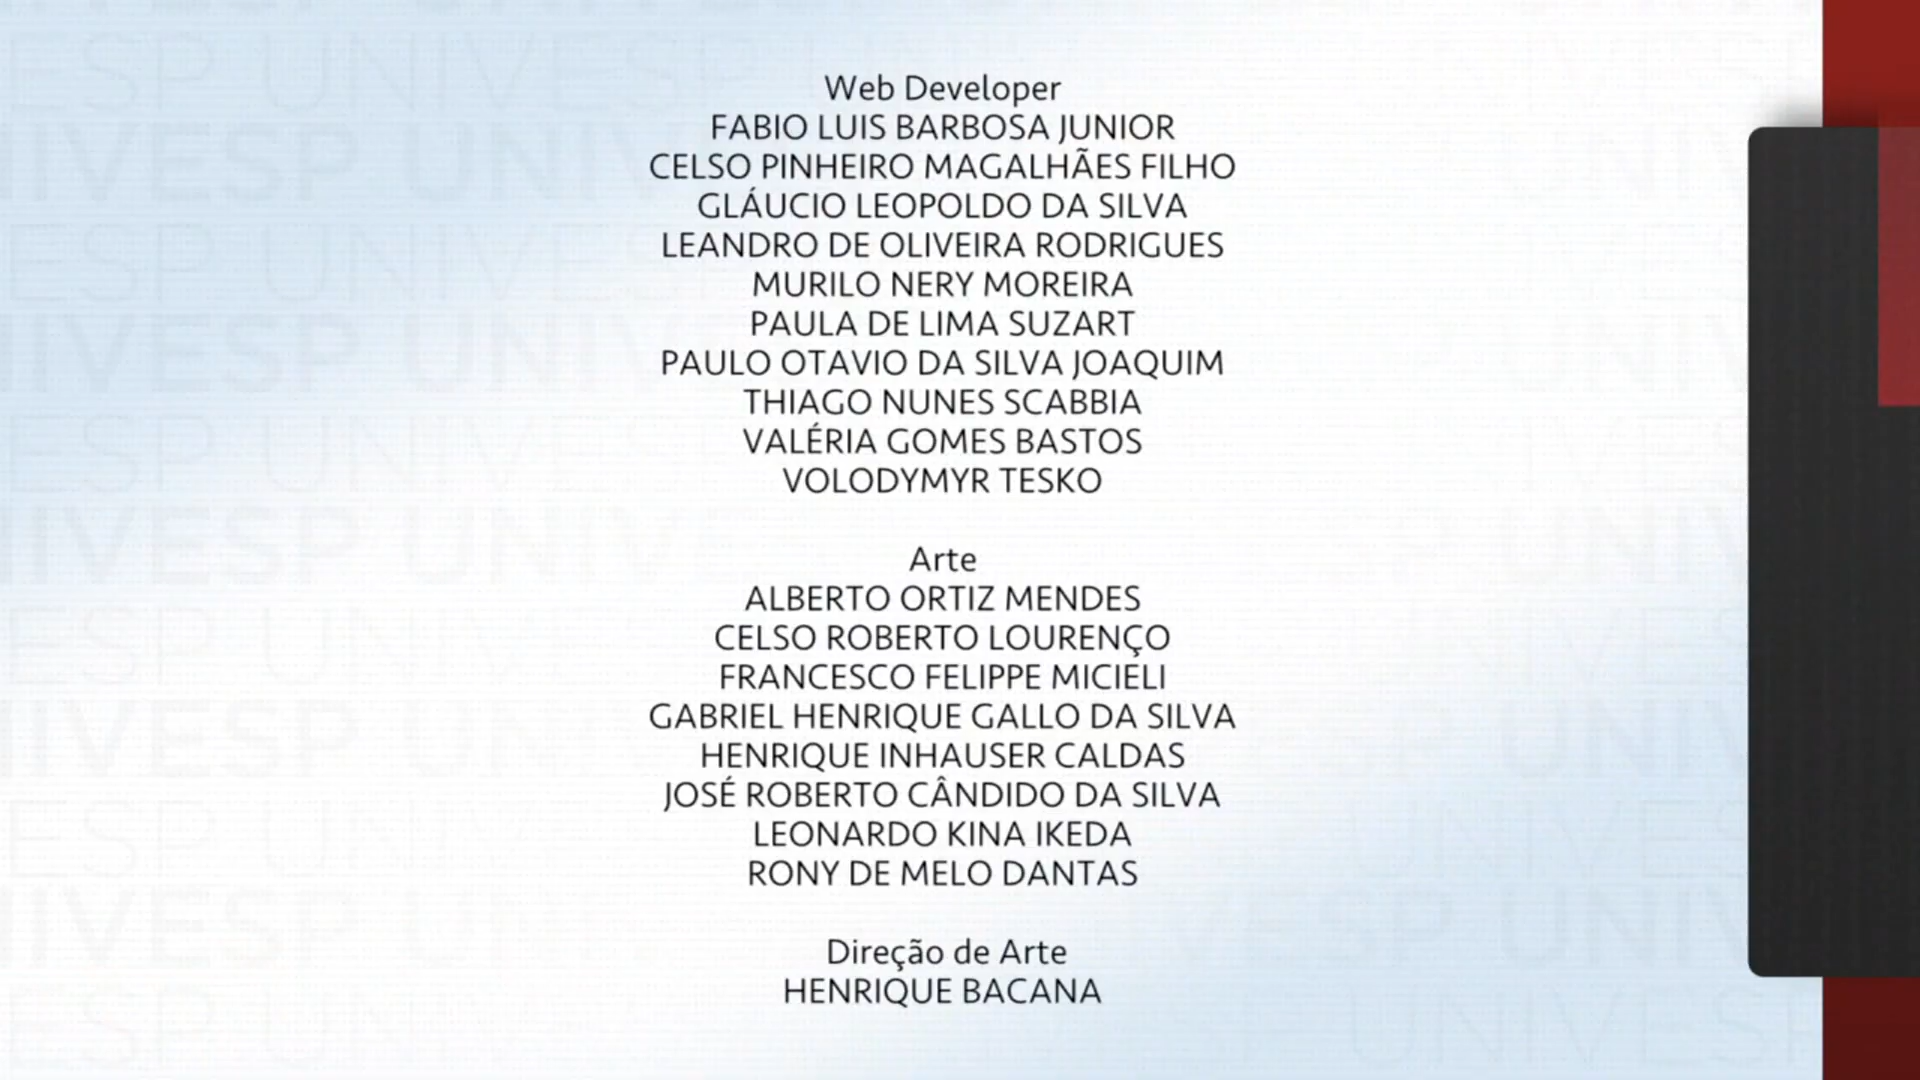 Web Developer
FABIO LUIS BARBOSA JUNIOR
CELSO PINHEIRO MAGALHÃES FILHO
GLÁUCIO LEOPOLDO DA SILVA
LEANDRO DE OLIVEIRA RODRIGUES
MURILO NERY MOREIRA
PAULA DE LIMA SUZART
PAULO OTAVIO DA SILVA JOAQUIM
THIAGO NUNES SCABBIA
VALÉRIA GOMES BASTOS
VOLODYMYR TESKO
Arte
ALBERTO ORTIZ MENDES
CELSO ROBERTO LOURENÇO
FRANCESCO FELIPPE MICIELI
GABRIEL HENRIQUE GALLO DA SILVA
HENRIQUE INHAUSER CALDAS
JOSÉ ROBERTO CÂNDIDO DA SILVA
LEONARDO KINA IKEDA
RONY DE MELO DANTAS
Direção de Arte
HENRIQUE BACANA